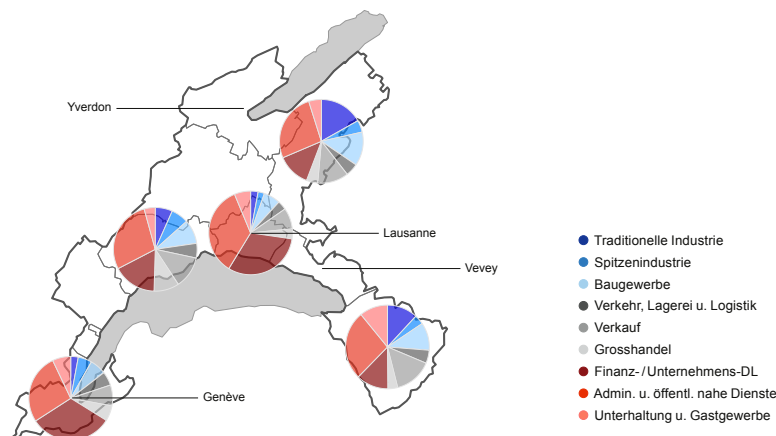 Yverdon
Lausanne
Vevey
Genève
Traditionelle Industrie
Spitzenindustrie
Baugewerbe
Verkehr, Lagerei u. Logistik
Verkauf
Grosshandel
Finanz-/Unternehmens-DL
Admin. u. öffentl. nahe Dienste
Unterhaltung u. Gastgewerbe